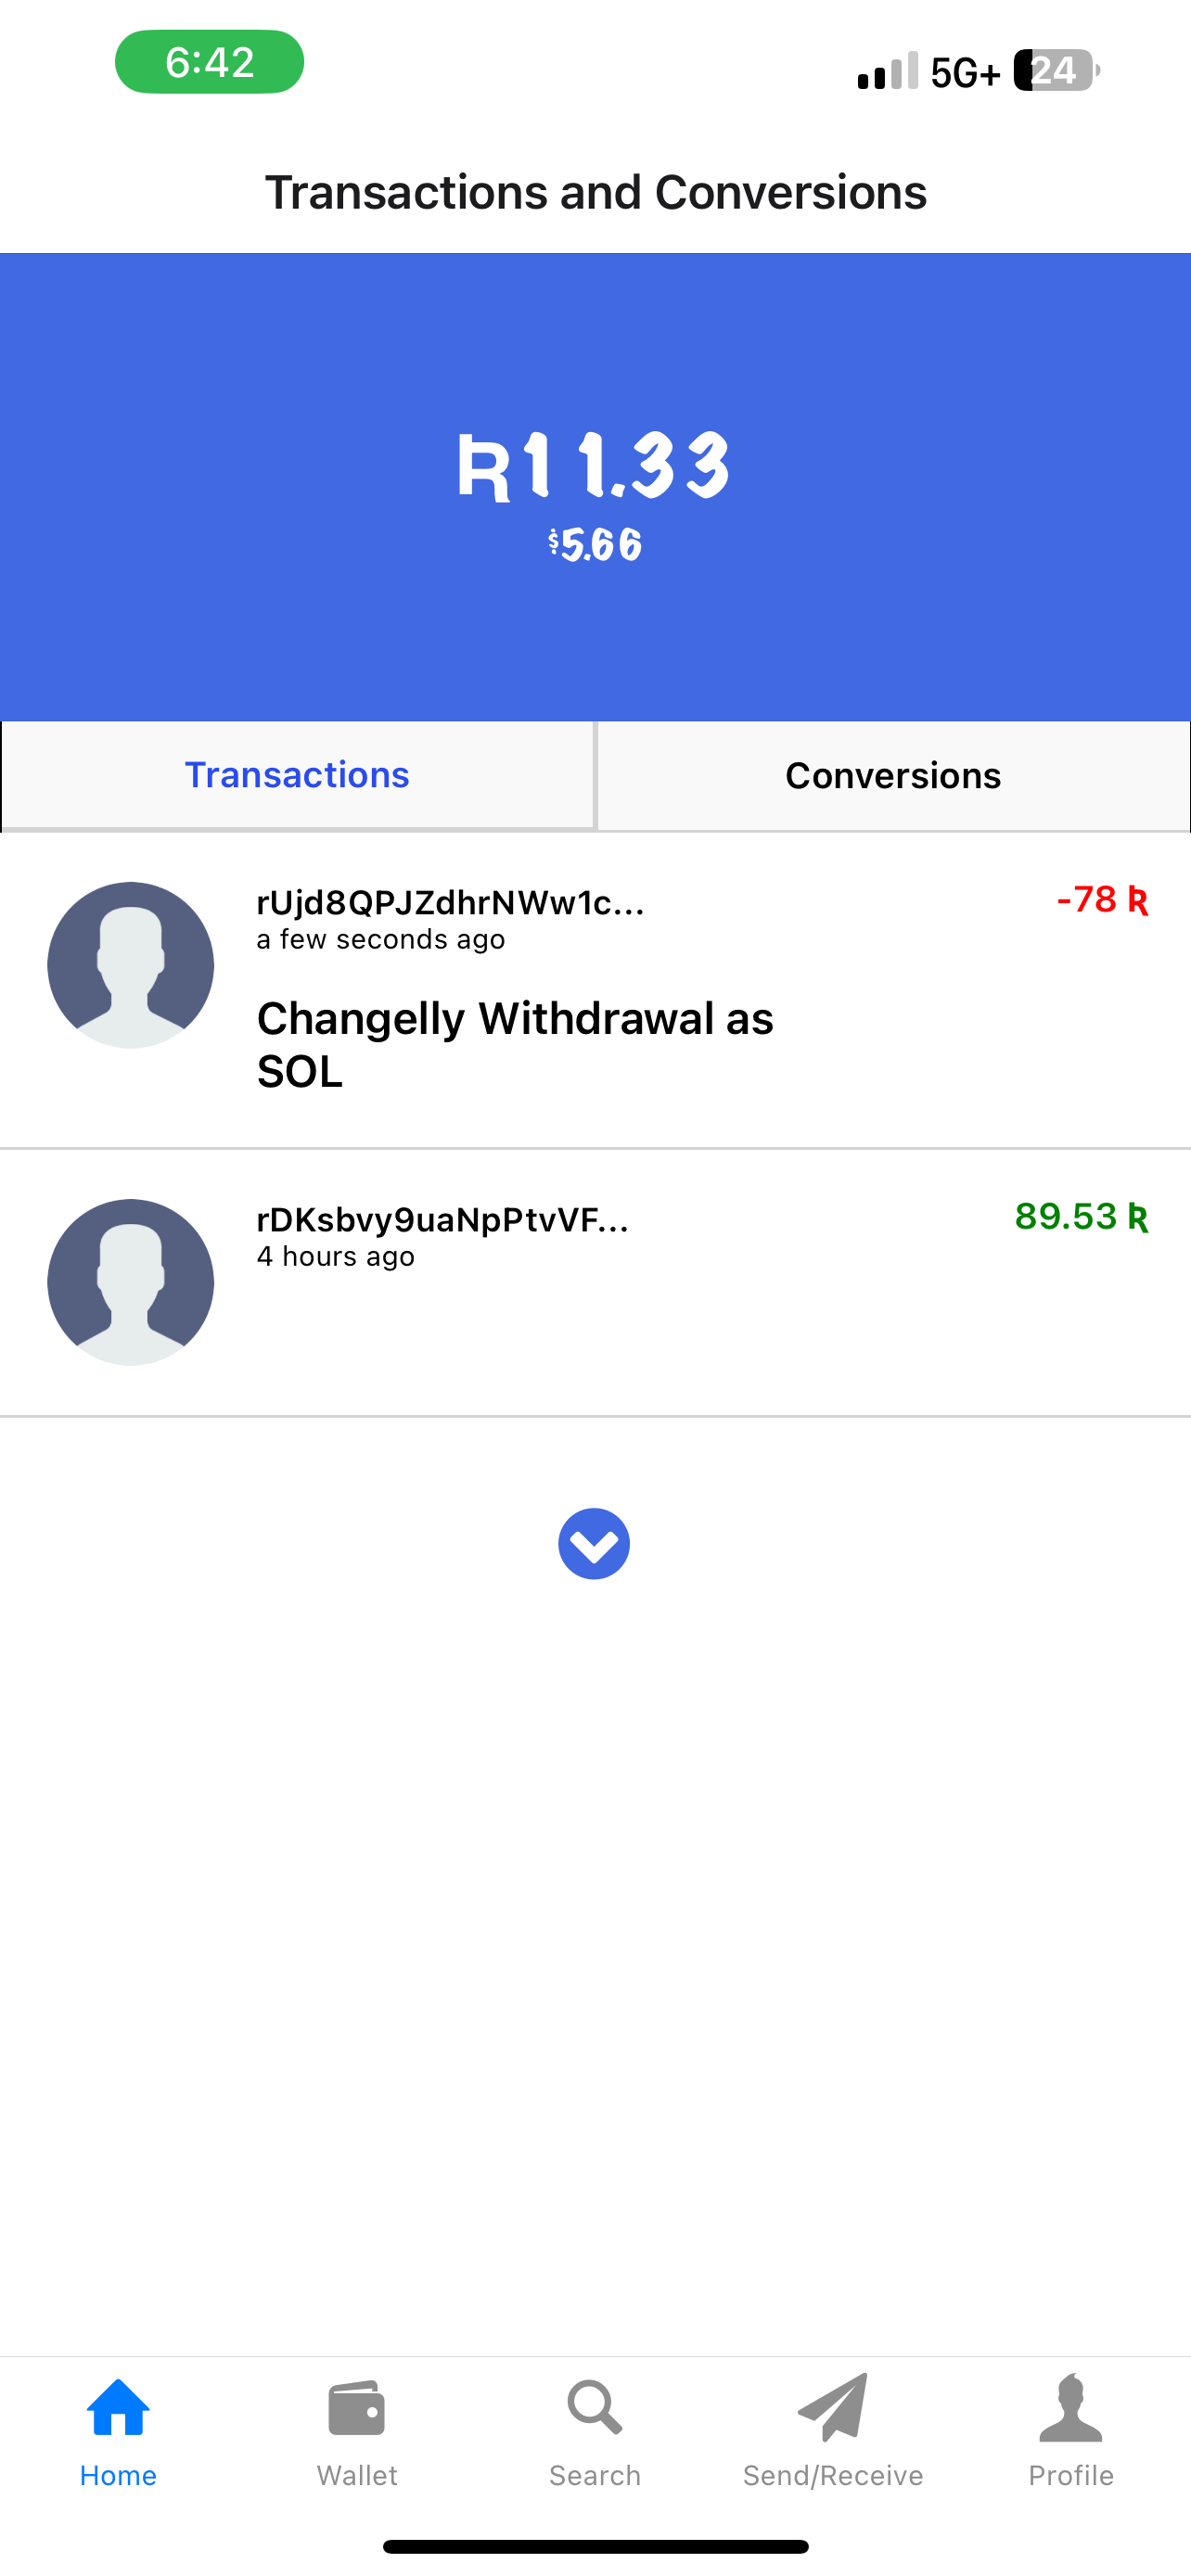 6:42
5G+ 24
Transactions and Conversions
R11.33
$5.66
Transactions
Conversions
rUjd8QPJZdhrNWw1c...
-78 R
a few seconds ago
Changelly Withdrawal as
SOL
rDKsbvy9uaNpPtvVF...
89.53 R
4 hours ago
Home
Wallet
Search
Send/Receive
Profile